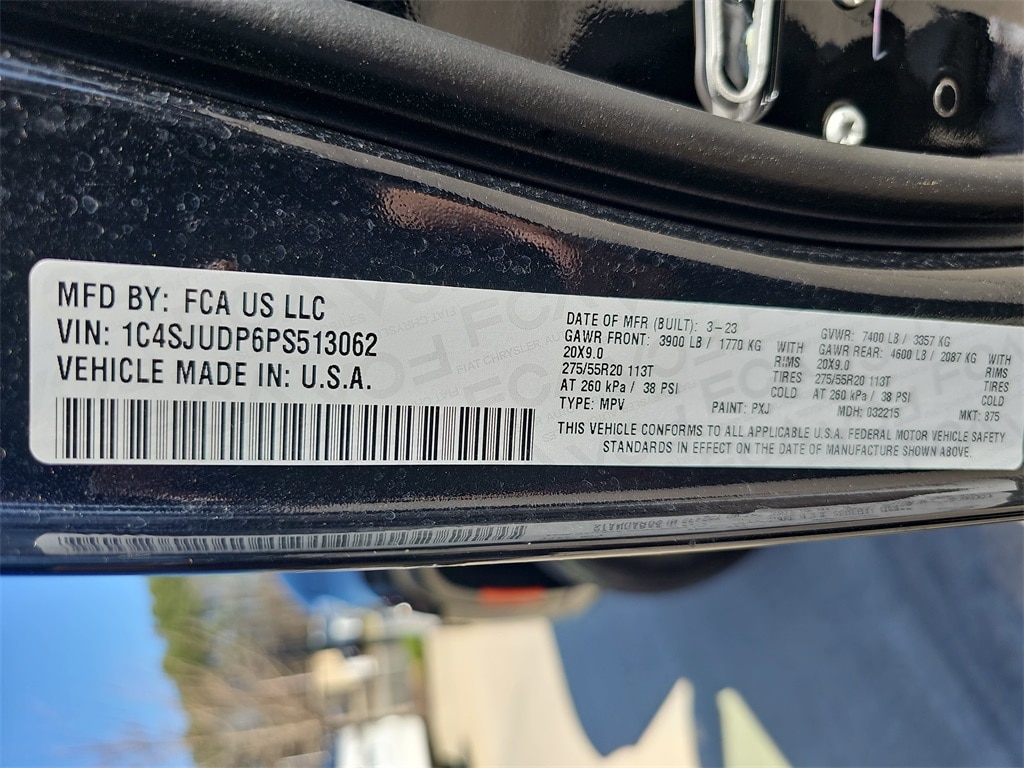 MFD BY: FCA US LLC
VIN: 1C4SJUDP6PS513062
VEHICLE MADE IN: U.S.A.
DATE OF MFR (BUILT): 3-23 GVWR: 7400 LB / 3357 KG
GAWR FRONT: 3900 LB / 1770 KG WITH GAWR REAR: 4600 LB / 2087 KG WITH
20X9.0 RIMS 20X9.0 RIMS
275/55R20 113T TIRES 275/55R20 113T TIRES
AT 260 kPa / 38 PSI COLD AT 260 kPa / 38 PSI COLD
TYPE: MPV PAINT: PXJ MDH: 032215 MKT: 875
THIS VEHICLE CONFORMS TO ALL APPLICABLE U.S.A. FEDERAL MOTOR VEHICLE SAFETY
STANDARDS IN EFFECT ON THE DATE OF MANUFACTURE SHOWN ABOVE.